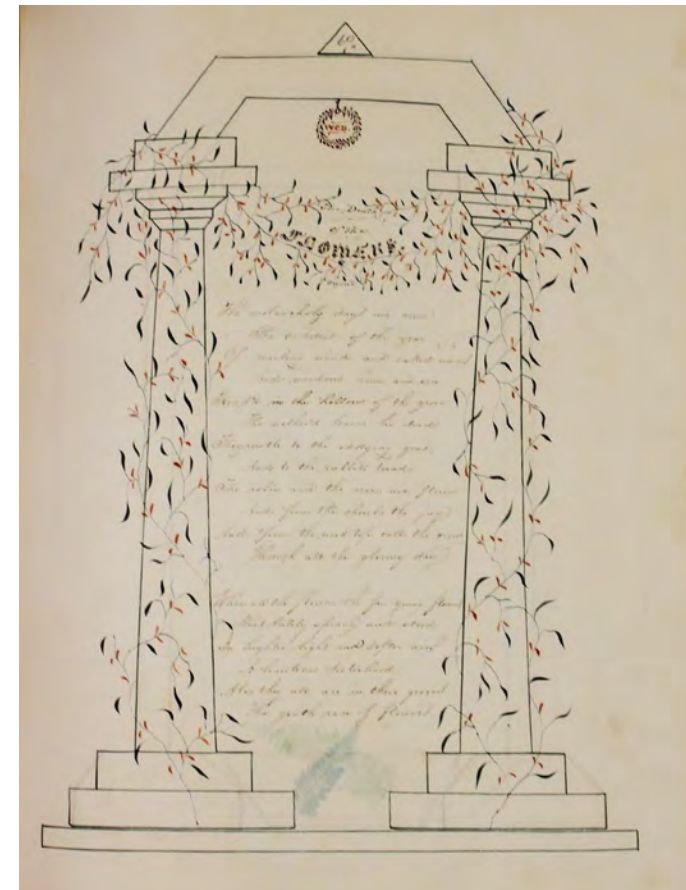 The Death
of the
FLOWERS
The melancholy days are come
The saddest of the year
Of wailing winds and naked woods
And meadows brown and sere
Heaped in the hollows of the grove
The withered leaves lie dead
They rustle to the eddying gust,
And to the rabbits tread
The robin and the wren are flown
And from the shrubs the jay
And from the wood top calls the crow
Through all the gloomy day
the flowers the fair young flowers
That lately sprang and stood
In brighter light and softer airs
A beauteous sisterhood
Alas they all are in their graves
The gentle race of flowers